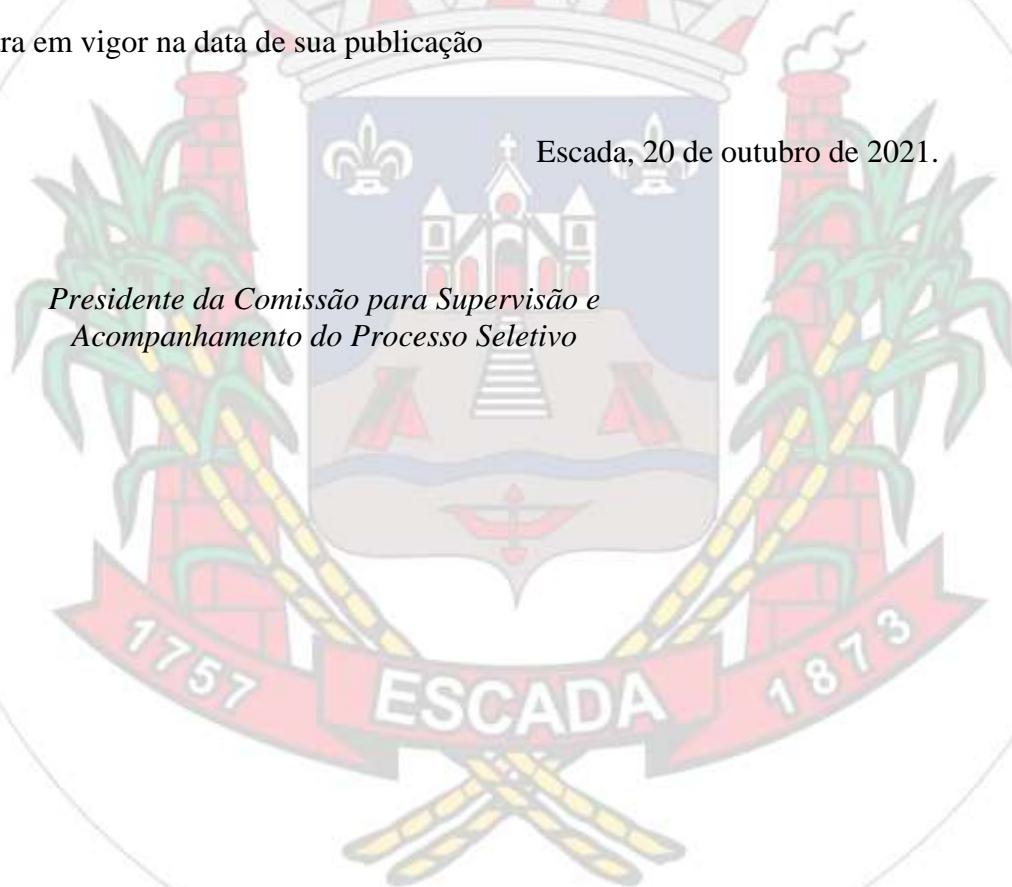 ra em vigor na data de sua publicação
Escada, 20 de outubro de 2021.
Presidente da Comissão para Supervisão e
Acompanhamento do Processo Seletivo
1757
ESCADA
1873